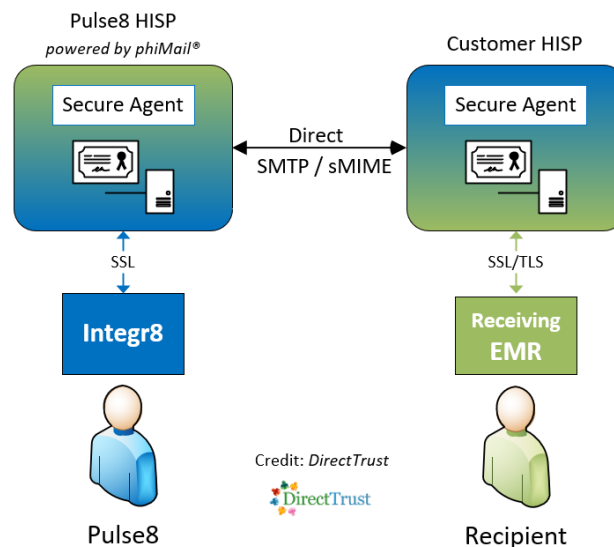 Pulse8 HISP
powered by phiMail®
Customer HISP
Secure Agent
Secure Agent
Direct
SMTP / sMIME
SSL
SSL/TLS
Integr8
Receiving
EMR
Credit: DirectTrust
DirectTrust
Pulse8
Recipient